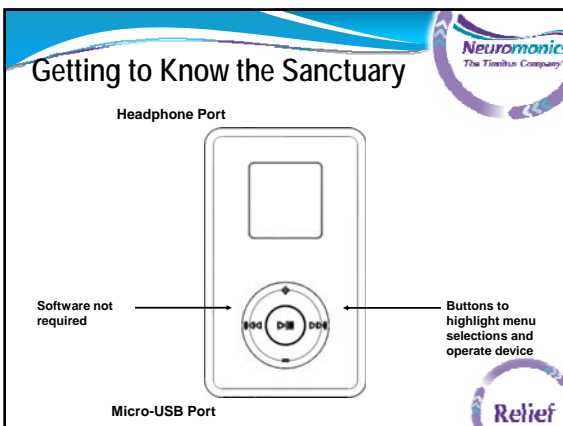 Neuromonics
The Tinnitus Company
Getting to Know the Sanctuary
Headphone Port
Software not
required
Buttons to
highlight menu
selections and
operate device
Micro-USB Port
Relief